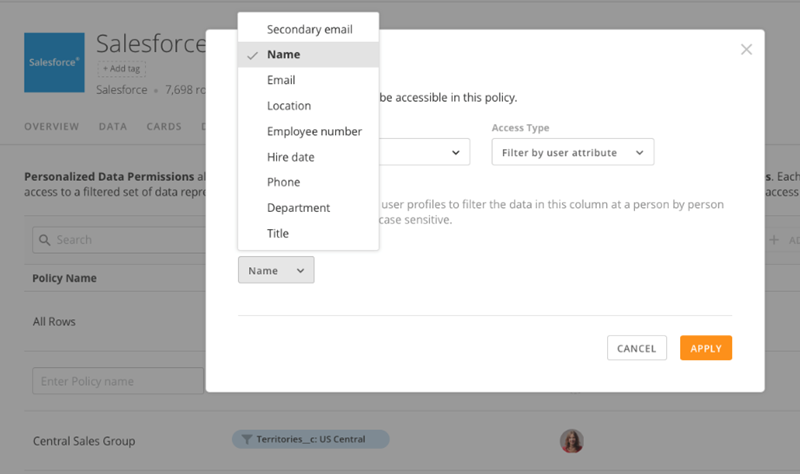 Salesforce
Salesforce
+ Add tag
Salesforce • 7,698 ro
OVERVIEW DATA CARDS D
Personalized Data Permissions al
access to a filtered set of data repr
s. Each
access
Search
+ AD
Policy Name
All Rows
Enter Policy name
Central Sales Group
Territories__c: US Central
Secondary email
Name
Email
Location
Employee number
Hire date
Phone
Department
Title
be accessible in this policy.
Access Type
Filter by user attribute
user profiles to filter the data in this column at a person by person
case sensitive.
Name
CANCEL
APPLY